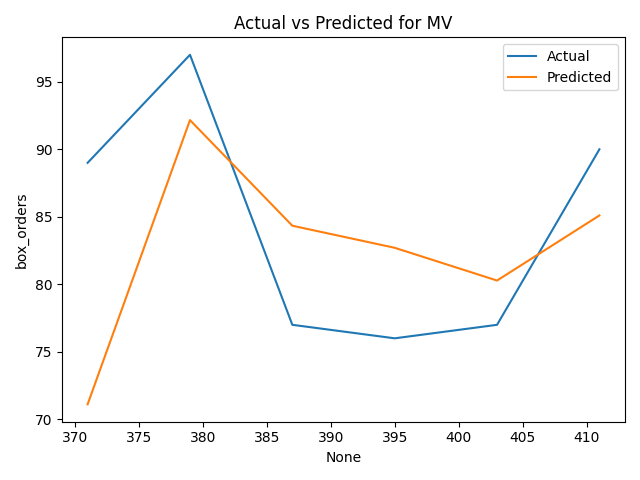 Actual vs Predicted for MV
Actual
Predicted
box_orders
95
90
85
80
75
70
370 375 380 385 390 395 400 405 410
None